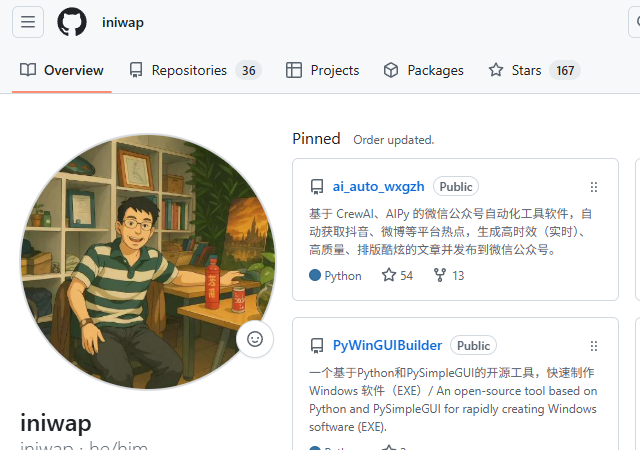 iniwap
Overview
Repositories 36
Projects
Packages
Stars 167
Pinned Order updated.
ai_auto_wxgzh Public
基于 CrewAI、AIPy 的微信公众号自动化工具软件，自
动获取抖音、微博等平台热点，生成高时效（实时）、
高质量、排版酷炫的文章并发布到微信公众号。
Python 54 13
PyWinGUIBuilder Public
一个基于Python和PySimpleGUI的开源工具，快速制作
Windows 软件（EXE）/ An open-source tool based on
Python and PySimpleGUI for rapidly creating Windows
software (EXE).
iniwap
iniwap · he/him